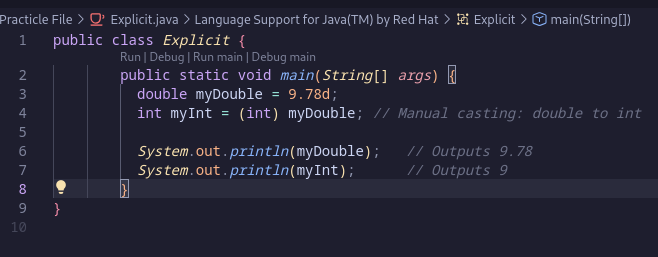 Practicle File > Explicit.java > Language Support for Java(TM) by Red Hat > Explicit > main(String[])
1 public class Explicit {
Run | Debug | Run main | Debug main
2 public static void main(String[] args) {
3 double myDouble = 9.78d;
4 int myInt = (int) myDouble; // Manual casting: double to int
5
6 System.out.println(myDouble); // Outputs 9.78
7 System.out.println(myInt); // Outputs 9
8 }
9 }
10